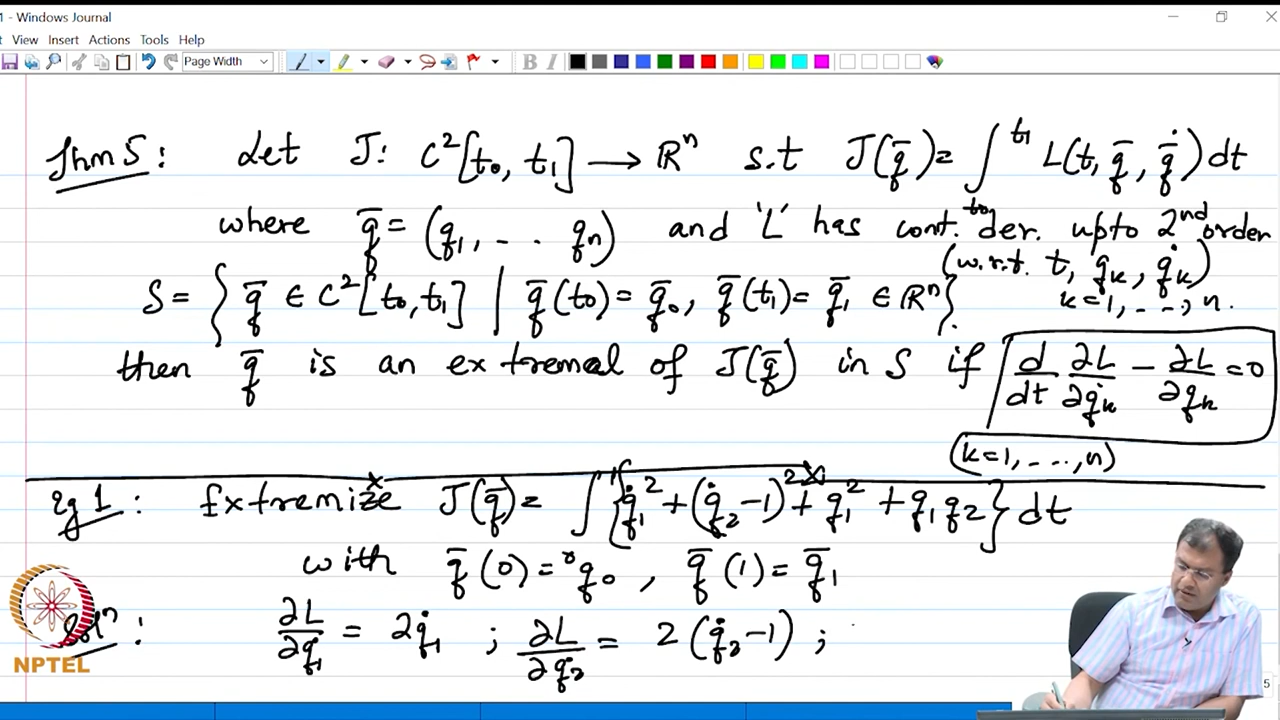 1 - Windows Journal
View Insert Actions Tools Help
Page Width
B I
Thm 5 : Let J : C²[t₀, t₁] → ℝⁿ s.t J(q̄) = ∫_{t₀}^{t₁} L(t, q̄, q̄̇) dt
where q̄ = (q₁, - .. qₙ) and 'L' has cont. der. upto 2nd order
(w.r.t. t, qₖ, q̇ₖ)
k=1, - .., n.
S = { q̄ ∈ C²[t₀, t₁] | q̄(t₀) = q̄₀, q̄(t₁) = q̄₁ ∈ ℝⁿ}.
then q̄ is an extremal of J(q̄) in S if d/dt ∂L/∂q̇ₖ − ∂L/∂qₖ = 0
(k=1, - .., n)
Eg 1 : Extremize J(q̄) = ∫₀¹ {q̇₁² + (q̇₂ −1)² + q₁² + q₁q₂} dt
with q̄(0) = q₀ , q̄(1) = q̄₁
Solⁿ : ∂L/∂q̇₁ = 2q̇₁ ; ∂L/∂q̇₂ = 2(q̇₂ −1) ;
NPTEL
5